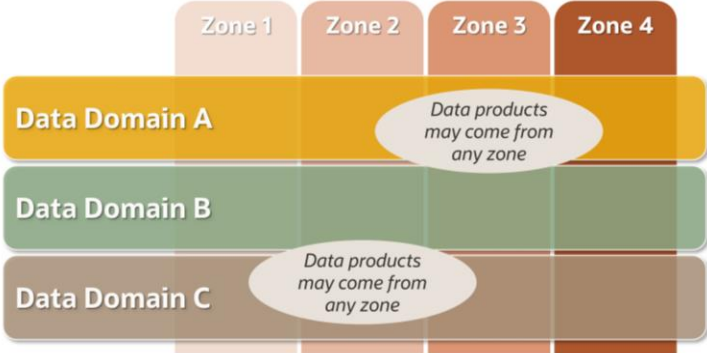 Zone 1
Zone 2
Zone 3
Zone 4
Data Domain A
Data products
may come from
any zone
Data Domain B
Data products
may come from
any zone
Data Domain C